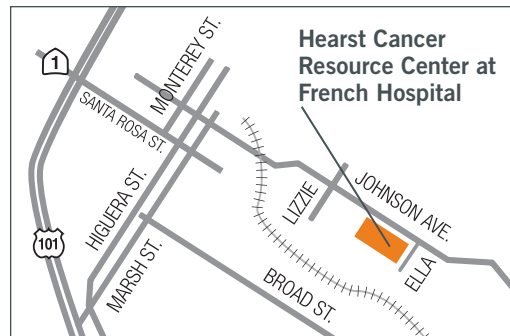 1
MONTEREY ST.
Hearst Cancer
Resource Center at
French Hospital
SANTA ROSA ST.
LIZZIE
JOHNSON AVE.
101
HIGUERA ST.
MARSH ST.
BROAD ST.
ELLA